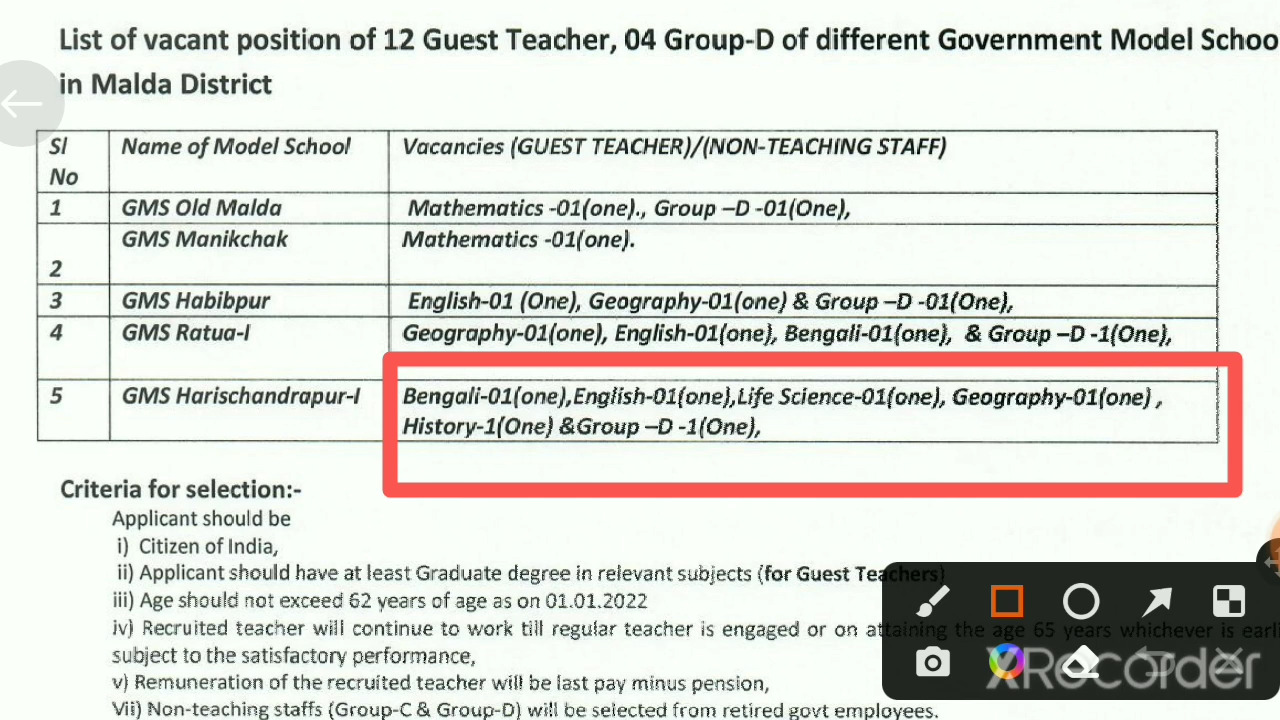 List of vacant position of 12 Guest Teacher, 04 Group-D of different Government Model Schoo
in Malda District
Sl No Name of Model School Vacancies (GUEST TEACHER)/(NON-TEACHING STAFF)
1 GMS Old Malda Mathematics -01(one)., Group –D -01(One),
2 GMS Manikchak Mathematics -01(one).
3 GMS Habibpur English-01 (One), Geography-01(one) & Group –D -01(One),
4 GMS Ratua-I Geography-01(one), English-01(one), Bengali-01(one), & Group –D -1(One),
5 GMS Harischandrapur-I Bengali-01(one),English-01(one),Life Science-01(one), Geography-01(one) ,
History-1(One) &Group –D -1(One),
Criteria for selection:-
Applicant should be
i) Citizen of India,
ii) Applicant should have at least Graduate degree in relevant subjects (for Guest Teachers)
iii) Age should not exceed 62 years of age as on 01.01.2022
iv) Recruited teacher will continue to work till regular teacher is engaged or on attaining the age 65 years whichever is earli
subject to the satisfactory performance,
v) Remuneration of the recruited teacher will be last pay minus pension,
Vii) Non-teaching staffs (Group-C & Group-D) will be selected from retired govt employees.
XRecorder